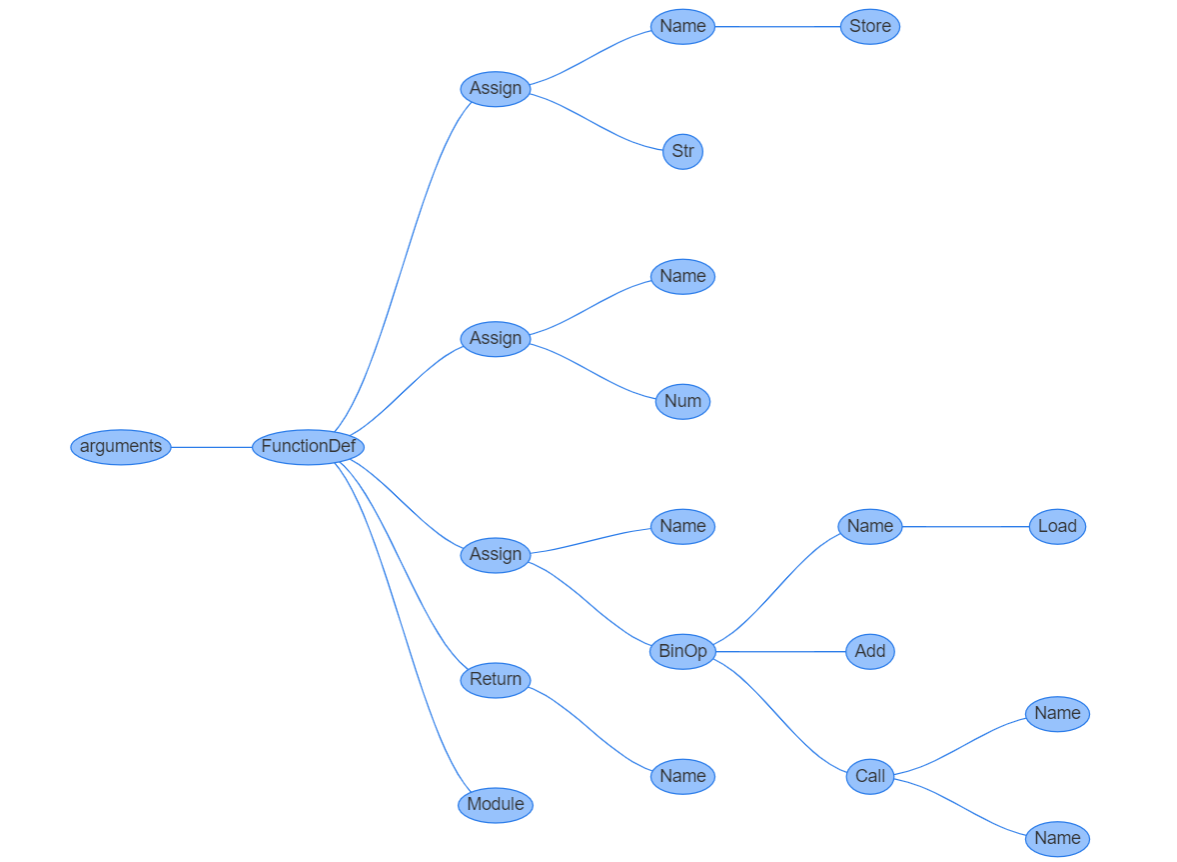 Name
Store
Assign
Str
Name
Assign
Num
arguments
FunctionDef
Name
Name
Load
Assign
BinOp
Add
Return
Name
Name
Call
Module
Name